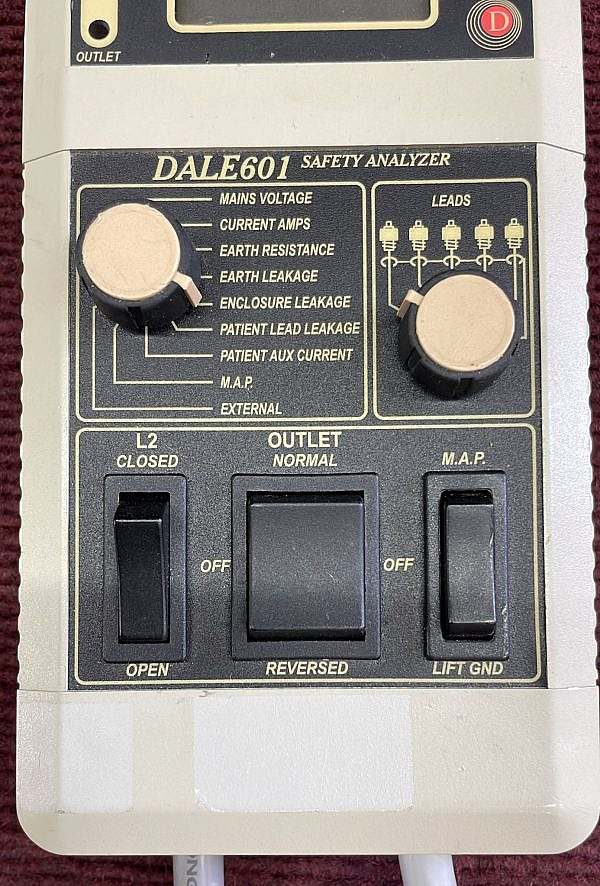 OUTLET
D
DALE601 SAFETY ANALYZER
MAINS VOLTAGE
CURRENT AMPS
EARTH RESISTANCE
EARTH LEAKAGE
ENCLOSURE LEAKAGE
PATIENT LEAD LEAKAGE
PATIENT AUX CURRENT
M.A.P.
EXTERNAL
LEADS
L2
CLOSED
OPEN
OUTLET
NORMAL
OFF
OFF
REVERSED
M.A.P.
LIFT GND